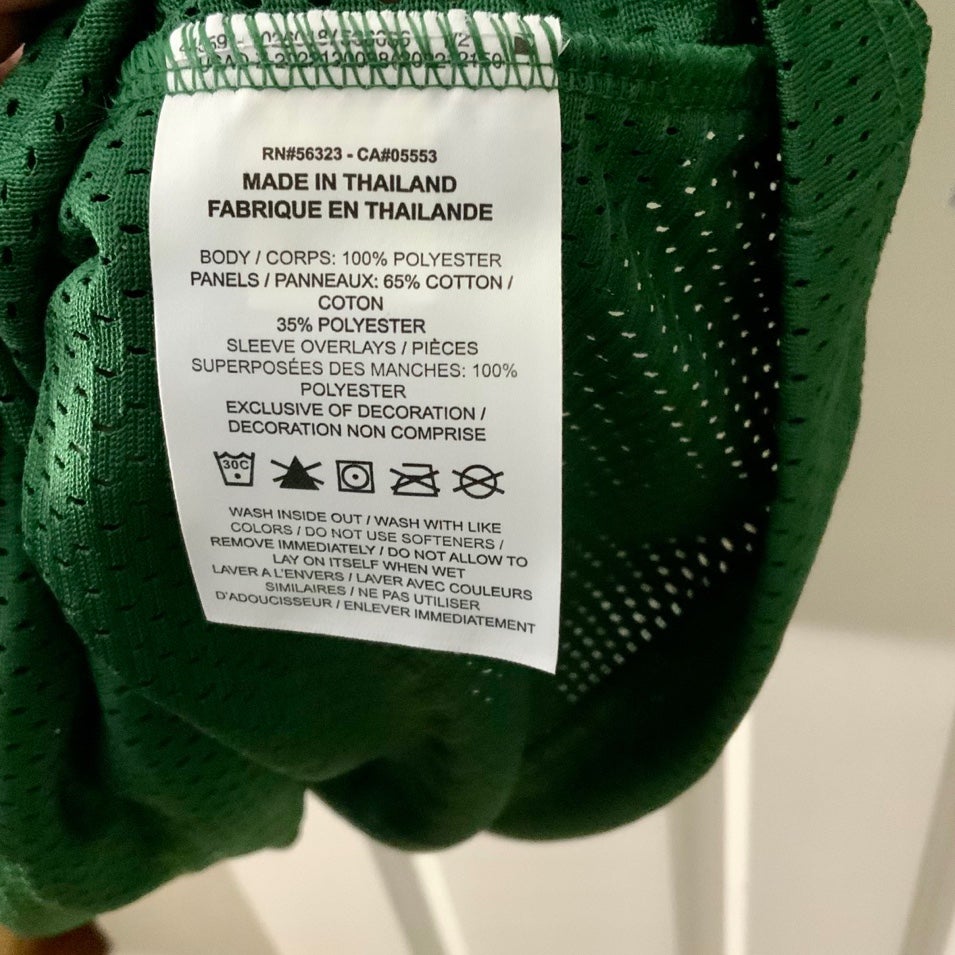 RN#56323 - CA#05553
MADE IN THAILAND
FABRIQUE EN THAILANDE
BODY / CORPS: 100% POLYESTER
PANELS / PANNEAUX: 65% COTTON /
COTON
35% POLYESTER
SLEEVE OVERLAYS / PIÈCES
SUPERPOSÉES DES MANCHES: 100%
POLYESTER
EXCLUSIVE OF DECORATION /
DECORATION NON COMPRISE
30C
WASH INSIDE OUT / WASH WITH LIKE
COLORS / DO NOT USE SOFTENERS /
REMOVE IMMEDIATELY / DO NOT ALLOW TO
LAY ON ITSELF WHEN WET
LAVER A L'ENVERS / LAVER AVEC COULEURS
SIMILAIRES / NE PAS UTILISER
D'ADOUCISSEUR / ENLEVER IMMEDIATEMENT